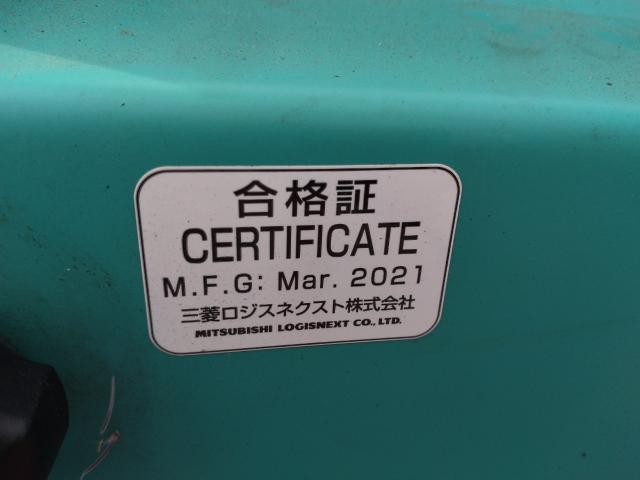 合格証
CERTIFICATE
M.F.G: Mar. 2021
三菱ロジスネクスト株式会社
MITSUBISHI LOGISNEXT CO., LTD.